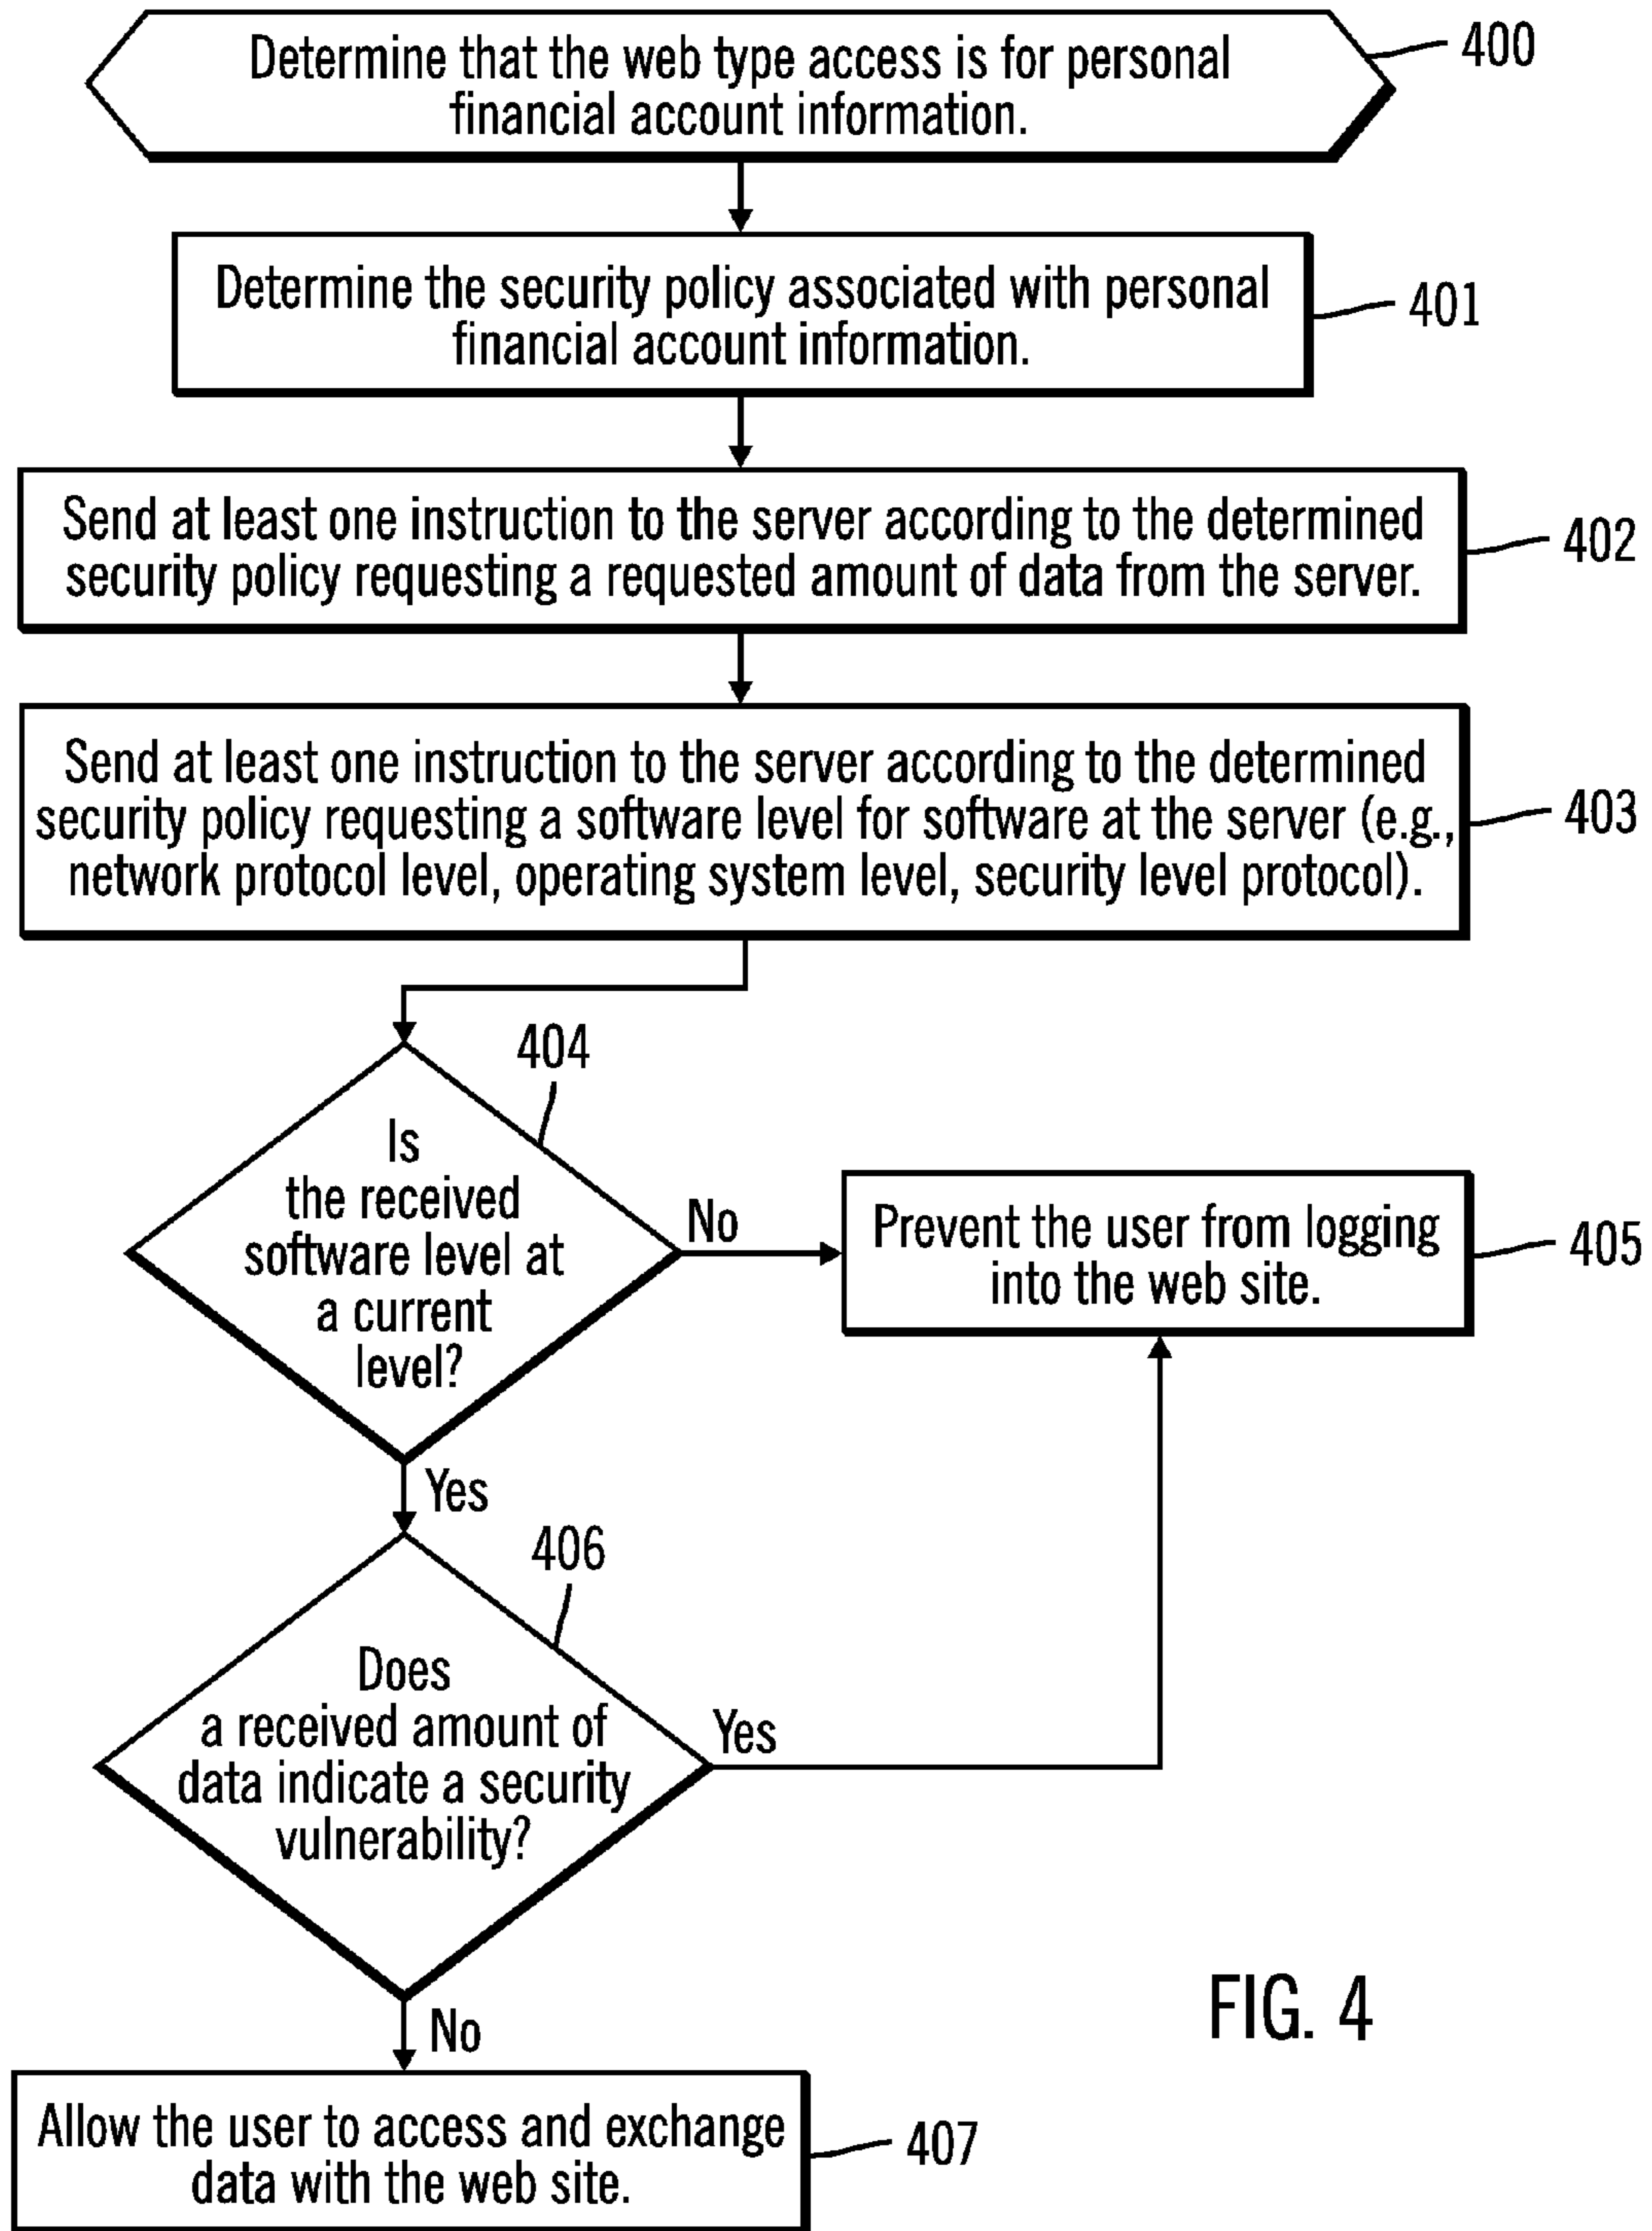 Determine that the web type access is for personal
financial account information.
400
Determine the security policy associated with personal
financial account information.
401
Send at least one instruction to the server according to the determined
security policy requesting a requested amount of data from the server.
402
Send at least one instruction to the server according to the determined
security policy requesting a software level for software at the server (e.g.,
network protocol level, operating system level, security level protocol).
403
404
Is
the received
software level at
a current
level?
No
Prevent the user from logging
into the web site.
405
Yes
406
Does
a received amount of
data indicate a security
vulnerability?
Yes
No
Allow the user to access and exchange
data with the web site.
407
FIG. 4